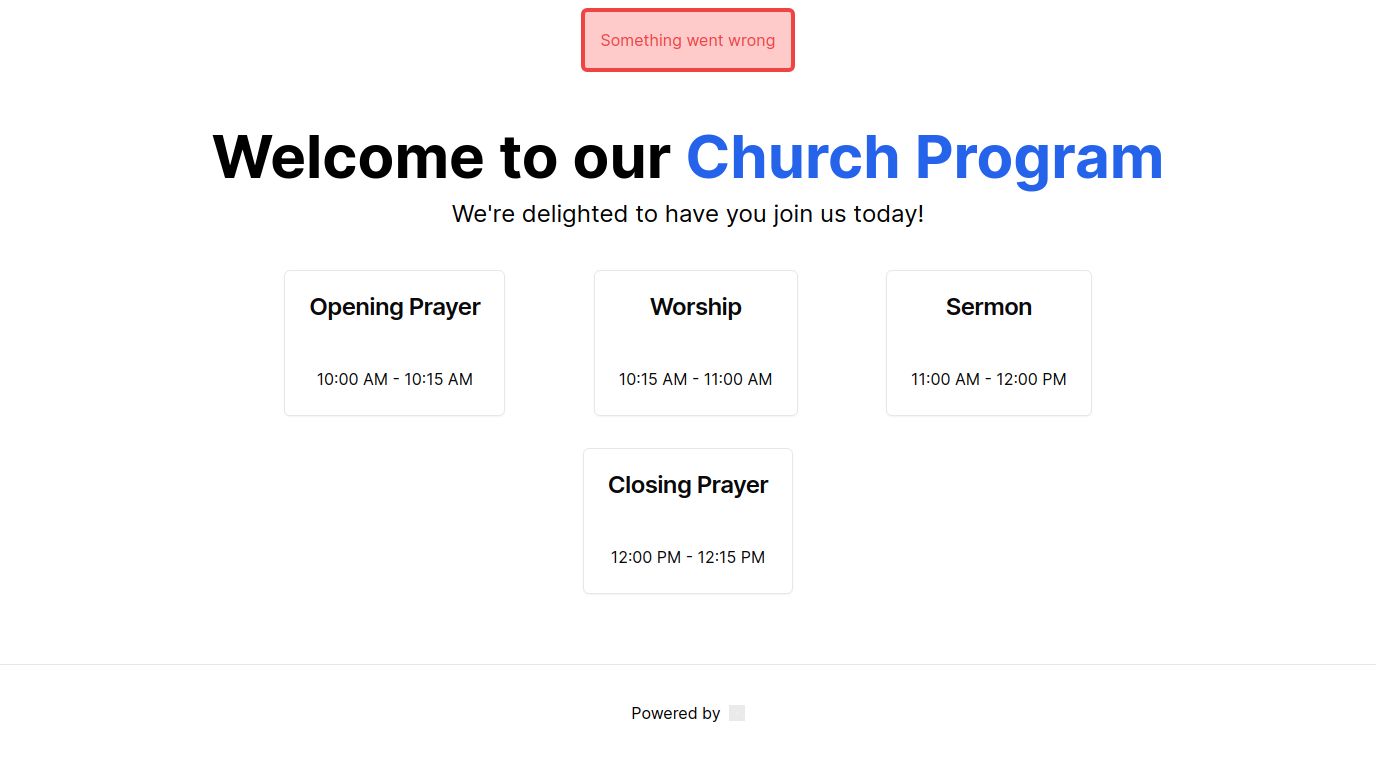 Something went wrong
Welcome to our Church Program
We're delighted to have you join us today!
Opening Prayer
10:00 AM - 10:15 AM
Worship
10:15 AM - 11:00 AM
Sermon
11:00 AM - 12:00 PM
Closing Prayer
12:00 PM - 12:15 PM
Powered by